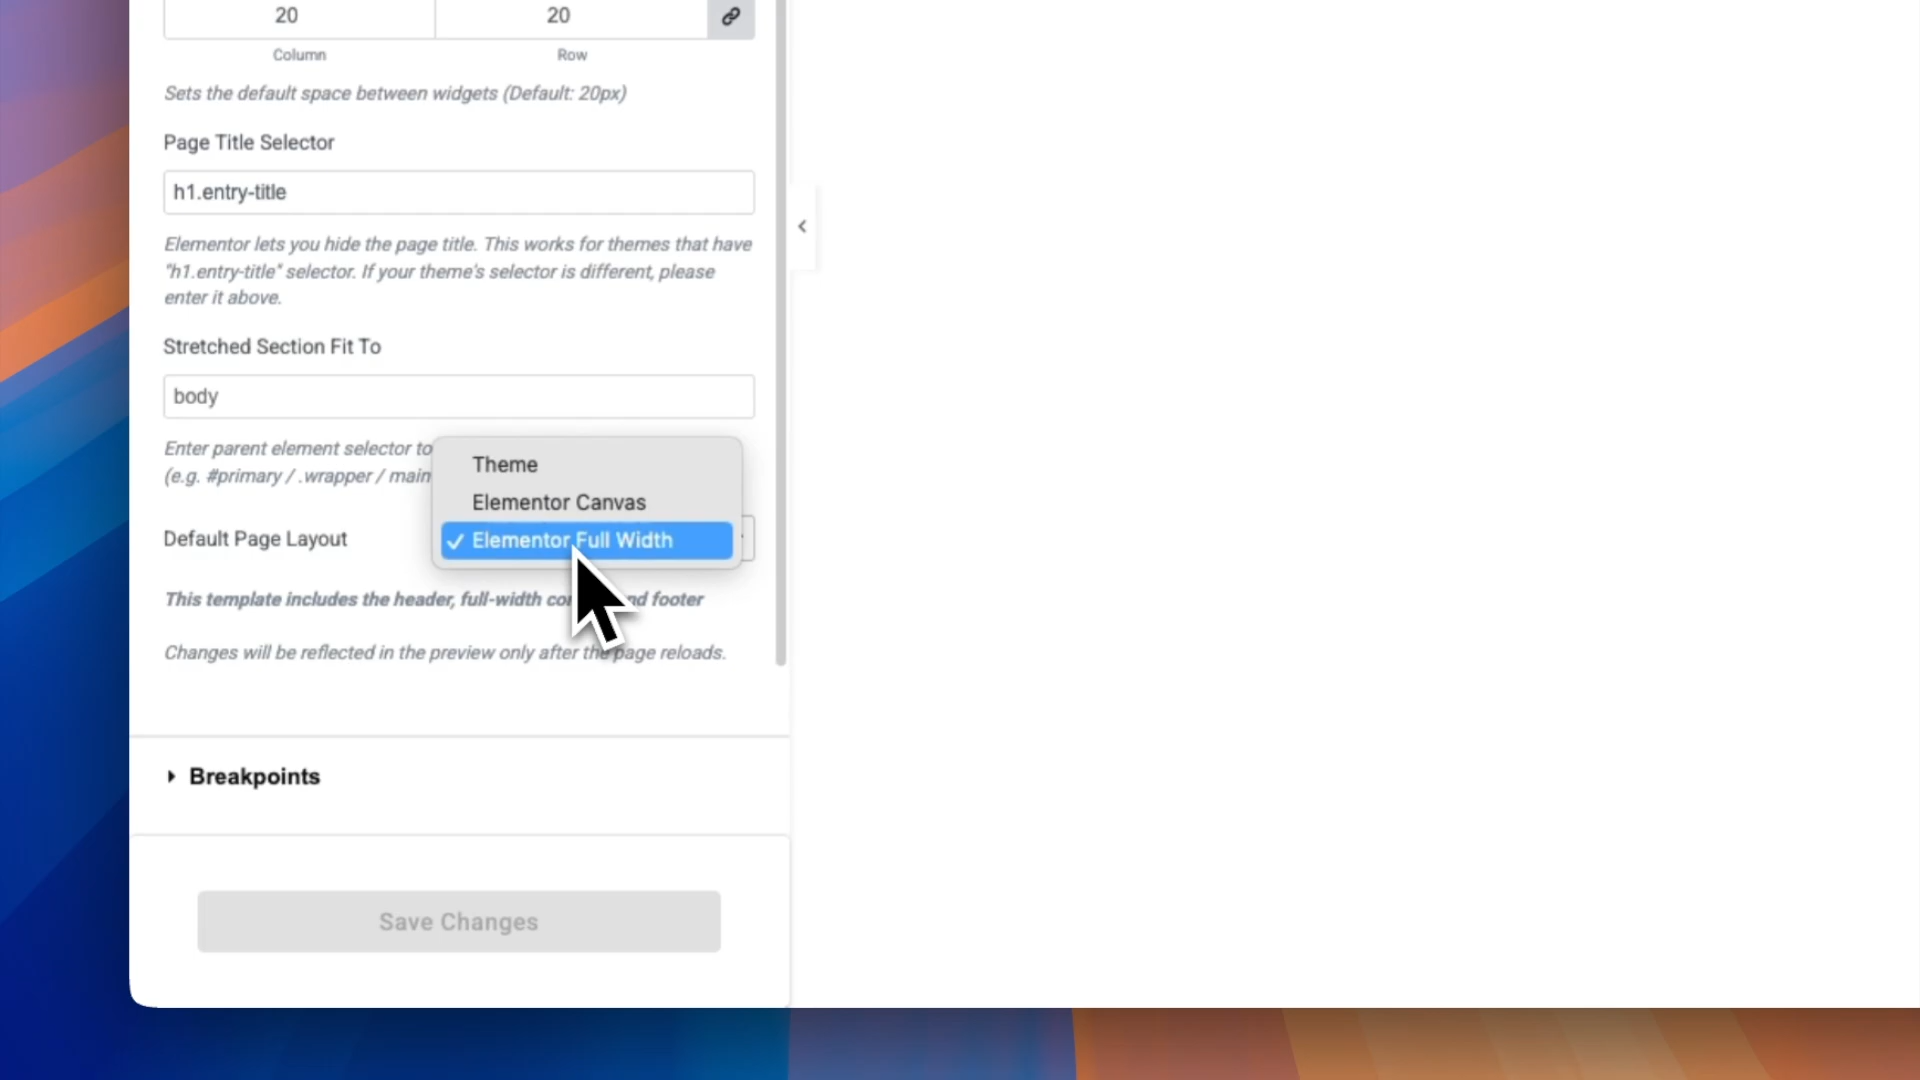 20 20
Column Row
Sets the default space between widgets (Default: 20px)
Page Title Selector
h1.entry-title
Elementor lets you hide the page title. This works for themes that have
"h1.entry-title" selector. If your theme's selector is different, please
enter it above.
Stretched Section Fit To
body
Enter parent element selector to
(e.g. #primary / .wrapper / main
Theme
Elementor Canvas
Default Page Layout
Elementor Full Width
This template includes the header, full-width footer
Changes will be reflected in the preview only after the page reloads.
Breakpoints
Save Changes